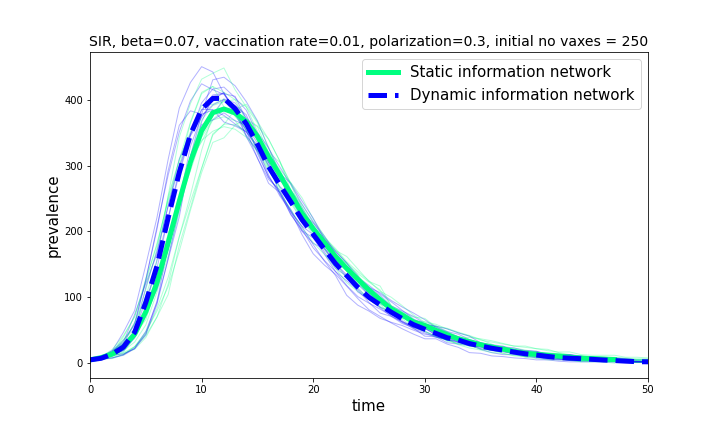 SIR, beta=0.07, vaccination rate=0.01, polarization=0.3, initial no vaxes = 250
Static information network
Dynamic information network
400
300
200
100
0
prevalence
0 10 20 30 40 50
time